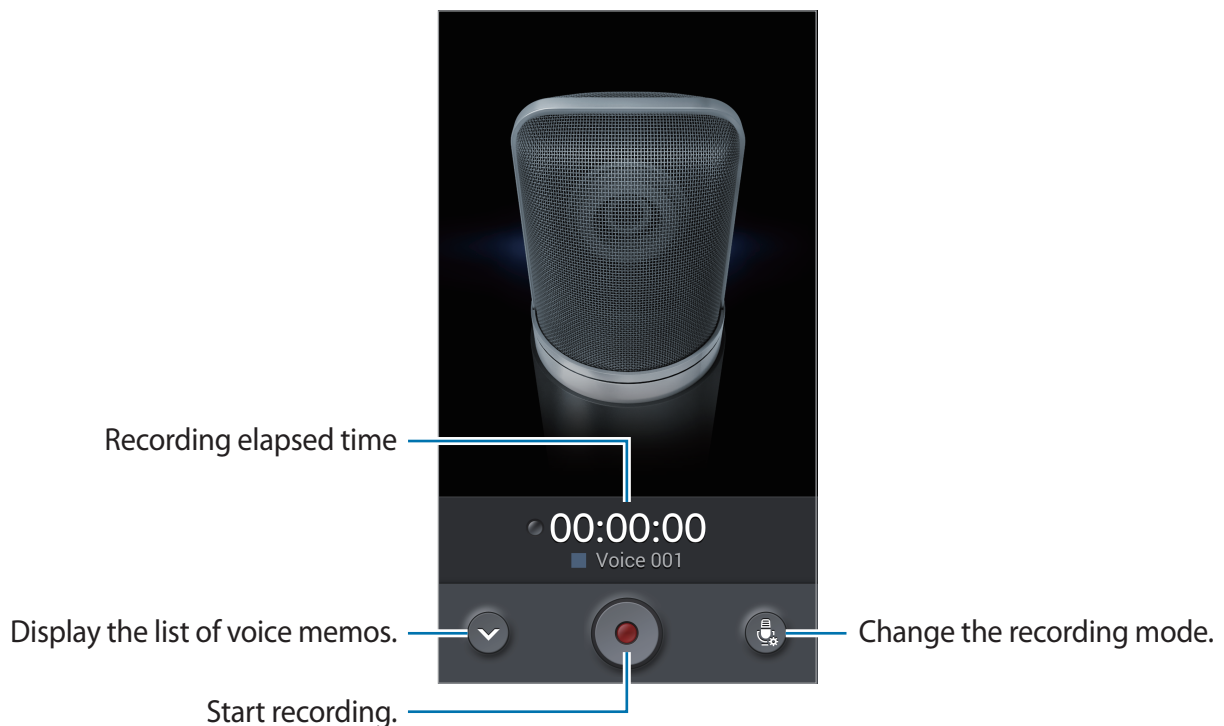 Recording elapsed time
00:00:00
Voice 001
Display the list of voice memos.
Change the recording mode.
Start recording.